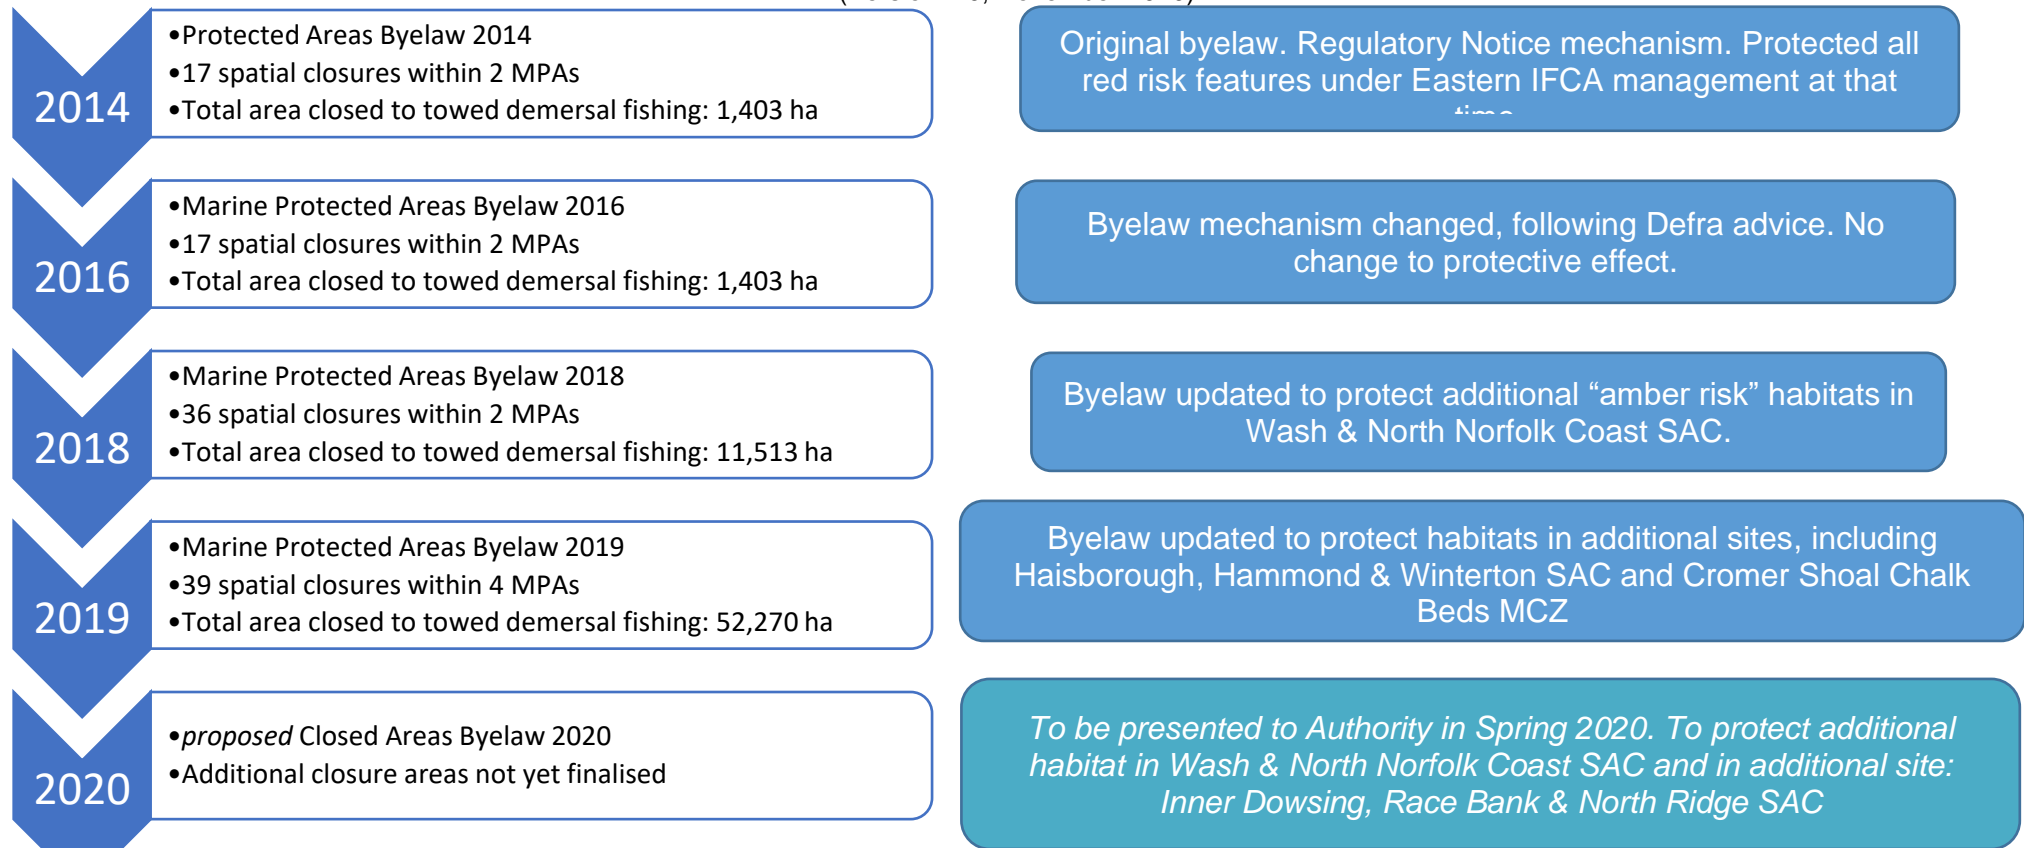 2014
•Protected Areas Byelaw 2014
•17 spatial closures within 2 MPAs
•Total area closed to towed demersal fishing: 1,403 ha
Original byelaw. Regulatory Notice mechanism. Protected all
red risk features under Eastern IFCA management at that
time
2016
•Marine Protected Areas Byelaw 2016
•17 spatial closures within 2 MPAs
•Total area closed to towed demersal fishing: 1,403 ha
Byelaw mechanism changed, following Defra advice. No
change to protective effect.
2018
•Marine Protected Areas Byelaw 2018
•36 spatial closures within 2 MPAs
•Total area closed to towed demersal fishing: 11,513 ha
Byelaw updated to protect additional “amber risk” habitats in
Wash & North Norfolk Coast SAC.
2019
•Marine Protected Areas Byelaw 2019
•39 spatial closures within 4 MPAs
•Total area closed to towed demersal fishing: 52,270 ha
Byelaw updated to protect habitats in additional sites, including
Haisborough, Hammond & Winterton SAC and Cromer Shoal Chalk
Beds MCZ
2020
•proposed Closed Areas Byelaw 2020
•Additional closure areas not yet finalised
To be presented to Authority in Spring 2020. To protect additional
habitat in Wash & North Norfolk Coast SAC and in additional site:
Inner Dowsing, Race Bank & North Ridge SAC